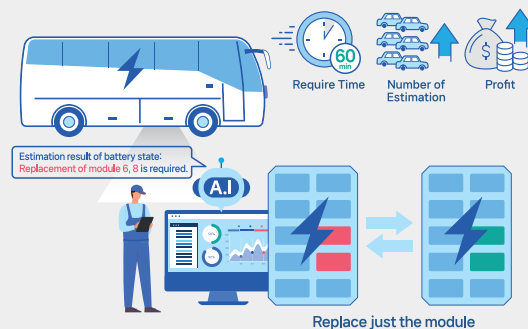 60
min
Require Time
Number of
Estimation
Profit
$
Estimation result of battery state:
Replacement of module 6, 8 is required.
A.I
Replace just the module